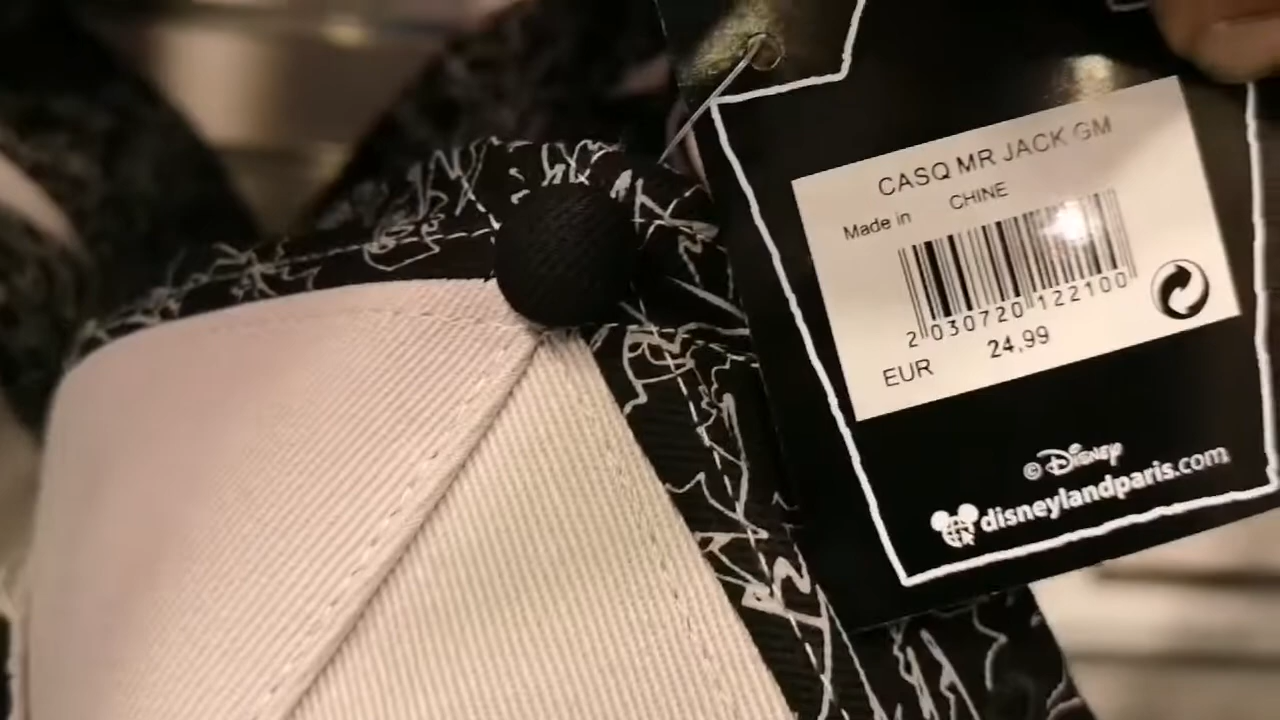 CASQ MR JACK GM
Made in CHINE
2 030720 122100
EUR 24,99
© Disney
disneylandparis.com